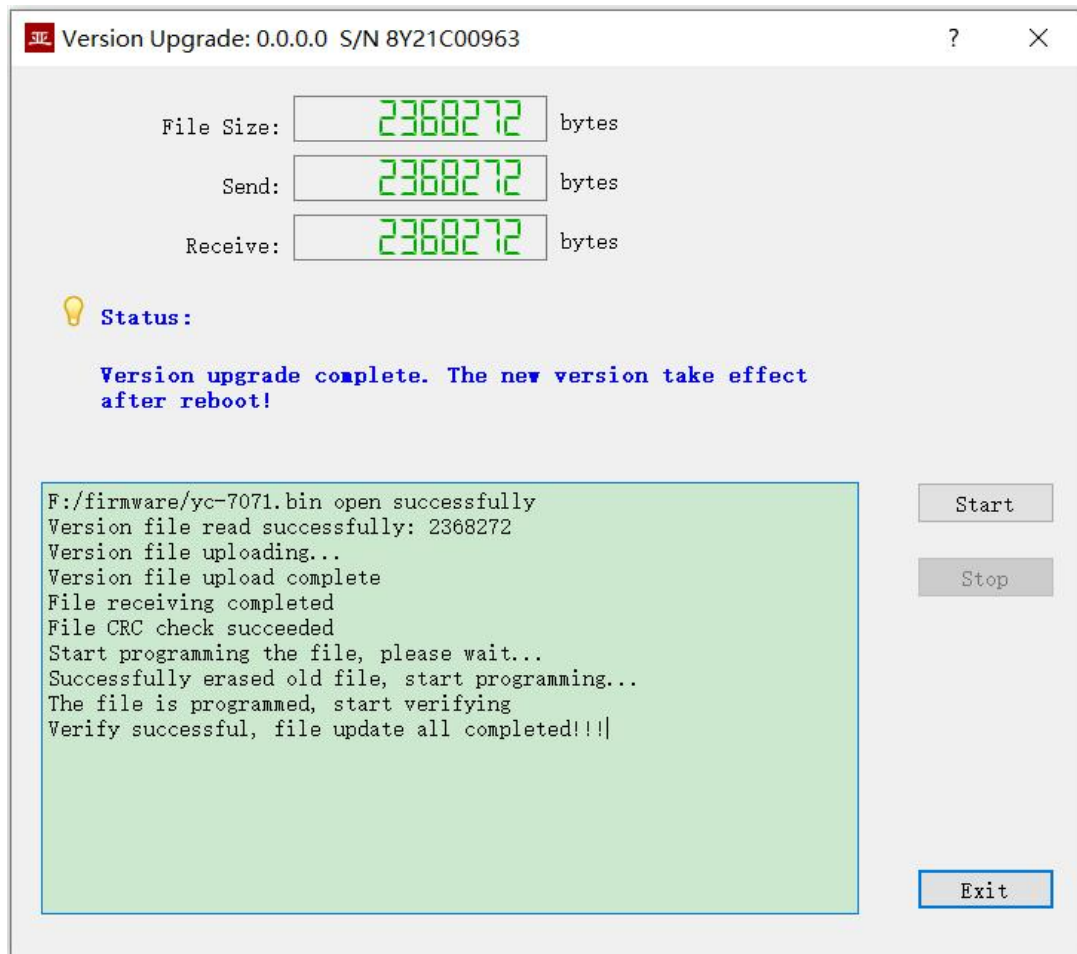 亚 Version Upgrade: 0.0.0.0 S/N 8Y21C00963 ?
File Size: 2368272 bytes
Send: 2368272 bytes
Receive: 2368272 bytes
Status:
Version upgrade complete. The new version take effect
after reboot!
F:/firmware/yc-7071.bin open successfully
Version file read successfully: 2368272
Version file uploading...
Version file upload complete
File receiving completed
File CRC check succeeded
Start programming the file, please wait...
Successfully erased old file, start programming...
The file is programmed, start verifying
Verify successful, file update all completed!!!
Start
Stop
Exit